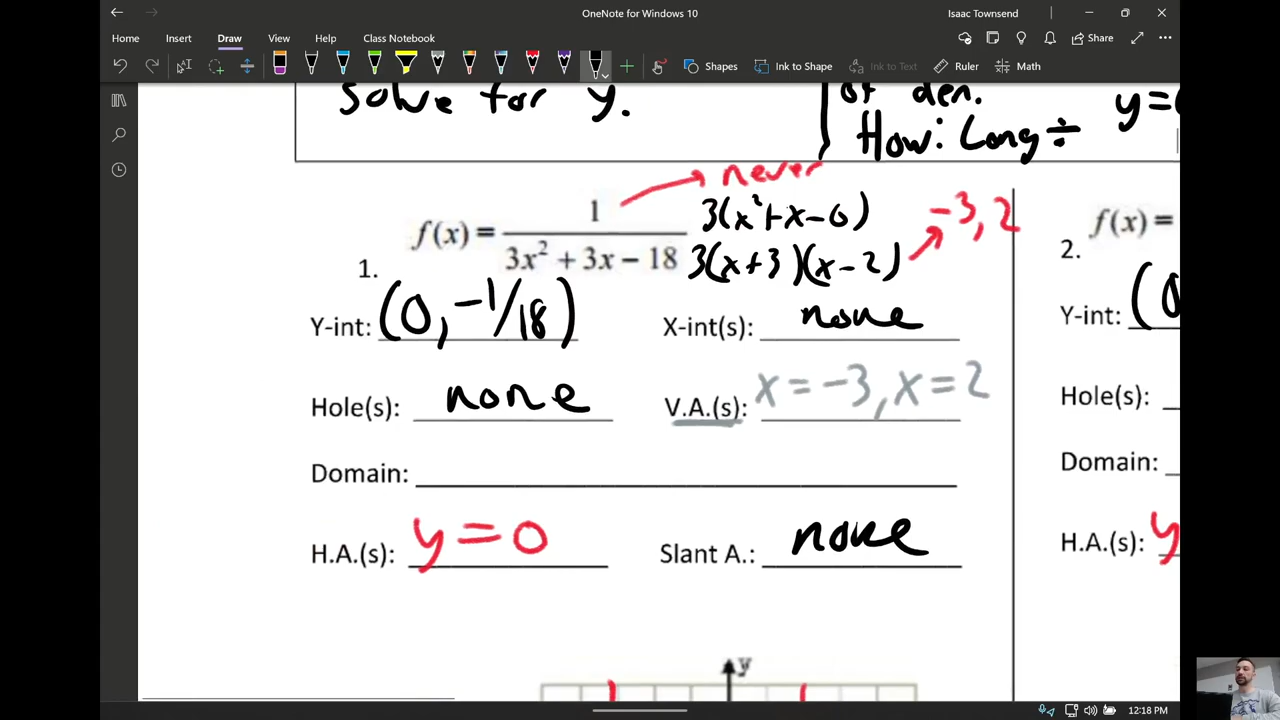 OneNote for Windows 10
Isaac Townsend
Home Insert Draw View Help Class Notebook
Share
Shapes Ink to Shape Ink to Text Ruler Math
Solve for y.
of den.
How: Long ÷
never
f(x) = 1 / 3x² + 3x − 18
3(x²+x−6)
3(x+3)(x−2)
-3, 2
1.
f(x) =
2.
Y-int: (0, -1/18)
X-int(s): none
Y-int: (0
Hole(s): none
V.A.(s): x = -3, x = 2
Hole(s):
Domain:
Domain:
H.A.(s): y = 0
Slant A.: none
H.A.(s): y
y
12:18 PM